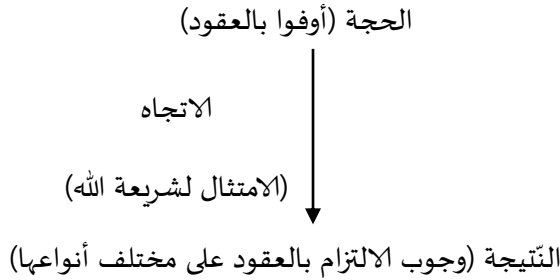 الحجة (أوفوا بالعقود)
الاتجاه
(الامتثال لشريعة الله)
النّتيجة (وجوب الالتزام بالعقود على مختلف أنواعها)